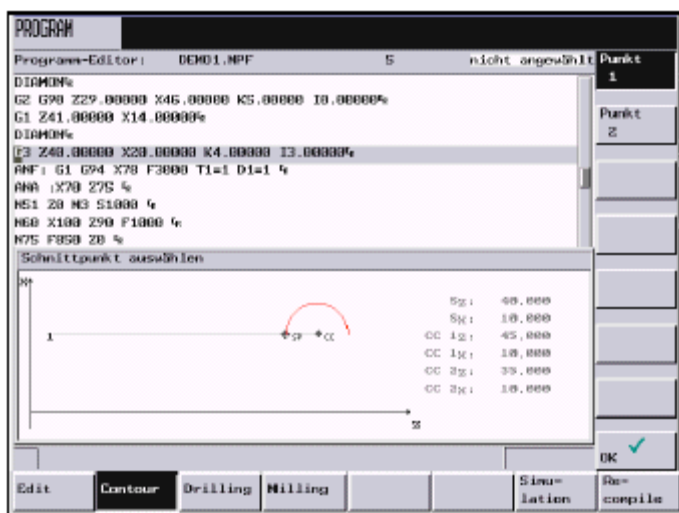 PROGRAM
Programm-Editor: DEMO1.NPF 5 nicht angewählt
DIAMON
G2 G90 Z29.00000 X46.00000 K5.00000 I0.00000
G1 Z41.00000 X14.00000
DIAMON
Z40.00000 X20.00000 K4.00000 I3.00000
ANF: G1 G94 X70 F3000 T1=1 D1=1
ANA :X70 Z75
N51 Z0 M3 S1000
N60 X100 Z90 F1000
N75 F850 Z0
Schnittpunkt auswählen
X
1 SP CC
Z
SZ: 40.000
SX: 10.000
CC 1Z: 45.000
CC 1X: 10.000
CC 2Z: 35.000
CC 2X: 10.000
Punkt
1
Punkt
2
OK
Edit Contour Drilling Milling Simu-
lation Re-
compile